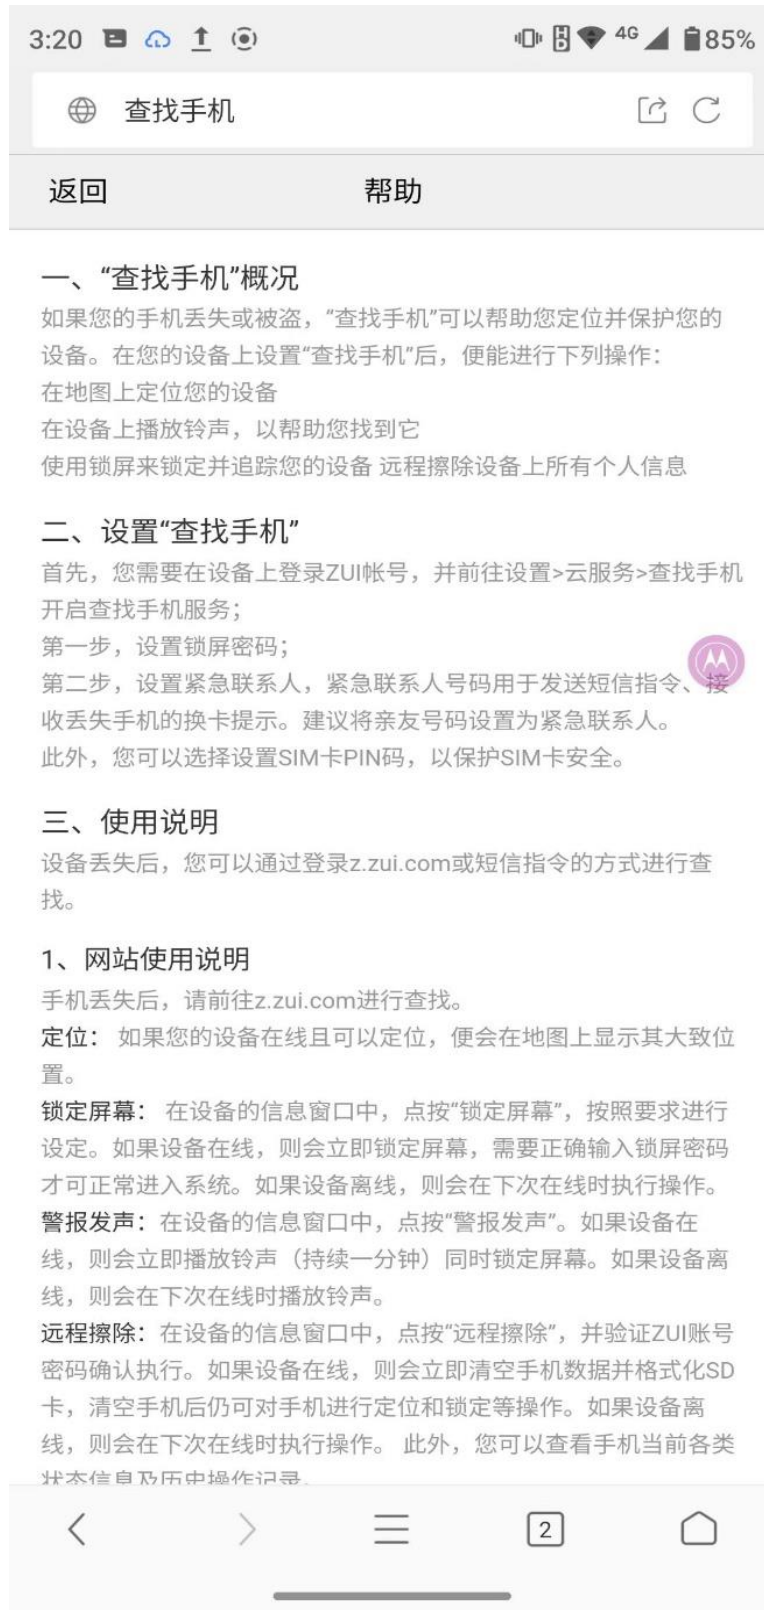 3:20
4G
85%
查找手机
返回
帮助
一、“查找手机”概况
如果您的手机丢失或被盗，“查找手机”可以帮助您定位并保护您的
设备。在您的设备上设置“查找手机”后，便能进行下列操作：
在地图上定位您的设备
在设备上播放铃声，以帮助您找到它
使用锁屏来锁定并追踪您的设备 远程擦除设备上所有个人信息
二、设置“查找手机”
首先，您需要在设备上登录ZUI帐号，并前往设置>云服务>查找手机
开启查找手机服务；
第一步，设置锁屏密码；
第二步，设置紧急联系人，紧急联系人号码用于发送短信指令、接
收丢失手机的换卡提示。建议将亲友号码设置为紧急联系人。
此外，您可以选择设置SIM卡PIN码，以保护SIM卡安全。
三、使用说明
设备丢失后，您可以通过登录z.zui.com或短信指令的方式进行查
找。
1、网站使用说明
手机丢失后，请前往z.zui.com进行查找。
定位： 如果您的设备在线且可以定位，便会在地图上显示其大致位
置。
锁定屏幕： 在设备的信息窗口中，点按“锁定屏幕”，按照要求进行
设定。如果设备在线，则会立即锁定屏幕，需要正确输入锁屏密码
才可正常进入系统。如果设备离线，则会在下次在线时执行操作。
警报发声：在设备的信息窗口中，点按“警报发声”。如果设备在
线，则会立即播放铃声（持续一分钟）同时锁定屏幕。如果设备离
线，则会在下次在线时播放铃声。
远程擦除：在设备的信息窗口中，点按“远程擦除”，并验证ZUI账号
密码确认执行。如果设备在线，则会立即清空手机数据并格式化SD
卡，清空手机后仍可对手机进行定位和锁定等操作。如果设备离
线，则会在下次在线时执行操作。 此外，您可以查看手机当前各类
状态信息及历史操作记录。
2